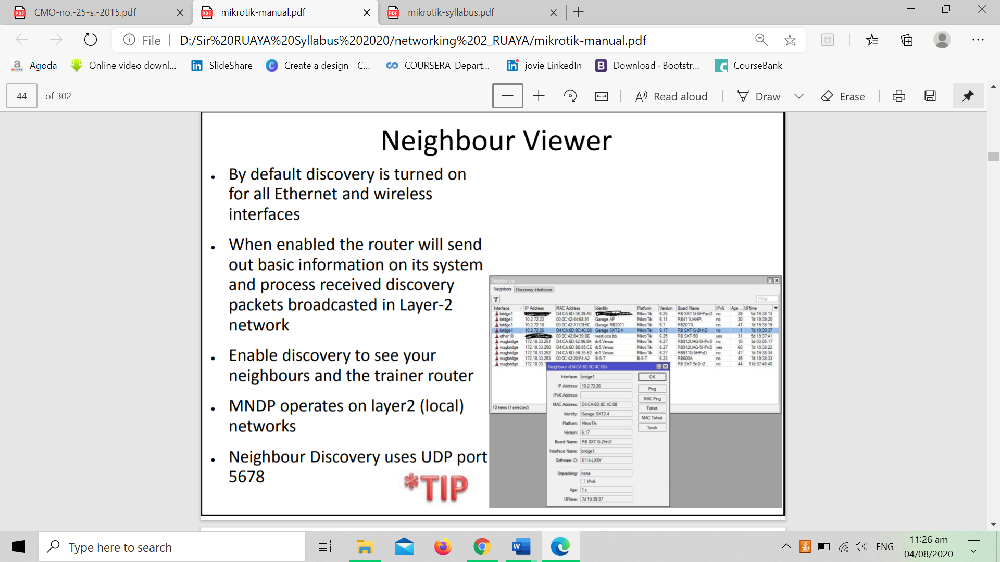 CMO-no.-25-s.-2015.pdf
mikrotik-manual.pdf
mikrotik-syllabus.pdf
File
D:/Sir%20RUAYA%20Syllabus%202020/networking%202_RUAYA/mikrotik-manual.pdf
Agoda
Online video downl...
SlideShare
Create a design - C...
COURSERA_Depart...
jovie LinkedIn
Download · Bootstr...
CourseBank
44 of 302
Read aloud
Draw
Erase
Neighbour Viewer
• By default discovery is turned on
for all Ethernet and wireless
interfaces
• When enabled the router will send
out basic information on its system
and process received discovery
packets broadcasted in Layer-2
network
• Enable discovery to see your
neighbours and the trainer router
• MNDP operates on layer2 (local)
networks
• Neighbour Discovery uses UDP port
5678
*TIP
Neighbor List
Neighbors Discovery Interfaces
Find
Interface IP Address MAC Address Identity Platform Version Board Name IPv6 Age ... UPtime
bridge1 D4:CA:6D:06:39:A0 MikroTik 6.25 RB SXT G-5HPacD no 29 5d 19:38:13
bridge1 10.2.72.23 00:0C:42:44:68:91 Garage AP MikroTik 6.11 RB411UAHR no 30 7d 19:39:20
bridge1 10.2.72.18 00:0C:42:A7:C9:5C Garage RB2011 MikroTik 6.7 RB2011L no 41 7d 19:38:19
bridge1 10.2.72.26 D4:CA:6D:8C:4C:08 Garage SXT2.4 MikroTik 6.17 RB SXT G-2HnD no 1 7d 19:39:37
ether10 00:0C:42:84:39:BE west-oce bb MikroTik 6.25 RB SXT-5D yes 31 5d 19:37:41
wugbridge 172.18.33.251 D4:CA:6D:62:96:8A rb4.Venus MikroTik 6.27 RB912UAG-5HPnD no 10 3d 03:05:17
wugbridge 172.18.33.250 D4:CA:6D:B0:85:CE rb5.Venus MikroTik 6.27 RB912UAG-5HPnD yes 60 7d 19:38:22
wugbridge 172.18.33.252 D4:CA:6D:5B:35:B2 rb1.Venus MikroTik 6.27 RB911G-5HPnD no 47 7d 19:38:34
wugbridge 172.18.33.253 00:0C:42:20:F4:A2 B-S-T B-S-T 6.23 RB600A no 45 7d 19:38:33
wugbridge 172.18.33.1 RB SXT 5nD r2 no 44 11d 07:48:40
10 items (1 selected)
Neighbour <D4:CA:6D:8C:4C:08>
Interface: bridge1
IP Address: 10.2.72.26
IPv6 Address:
MAC Address: D4:CA:6D:8C:4C:08
Identity: Garage SXT2.4
Platform: MikroTik
Version: 6.17
Board Name: RB SXT G-2HnD
Interface Name: bridge1
Software ID: 5114-LX9Y
Unpacking: none
IPv6
Age: 1 s
UPtime: 7d 19:39:37
OK
Ping
MAC Ping
Telnet
MAC Telnet
Torch
Type here to search
ENG
11:26 am
04/08/2020